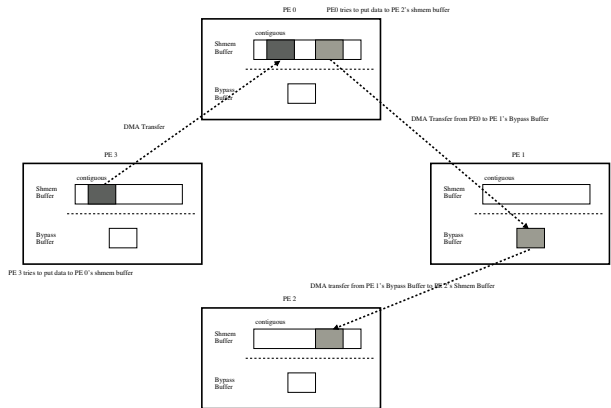 PE 0
PE0 tries to put data to PE 2's shmem buffer
contiguous
Shmem
Buffer
Bypass
Buffer
DMA Transfer
DMA Transfer from PE0 to PE 1's Bypass Buffer
PE 3
contiguous
Shmem
Buffer
Bypass
Buffer
PE 3 tries to put data to PE 0's shmem buffer
PE 1
contiguous
Shmem
Buffer
Bypass
Buffer
DMA transfer from PE 1's Bypass Buffer to PE 2's Shmem Buffer
PE 2
contiguous
Shmem
Buffer
Bypass
Buffer